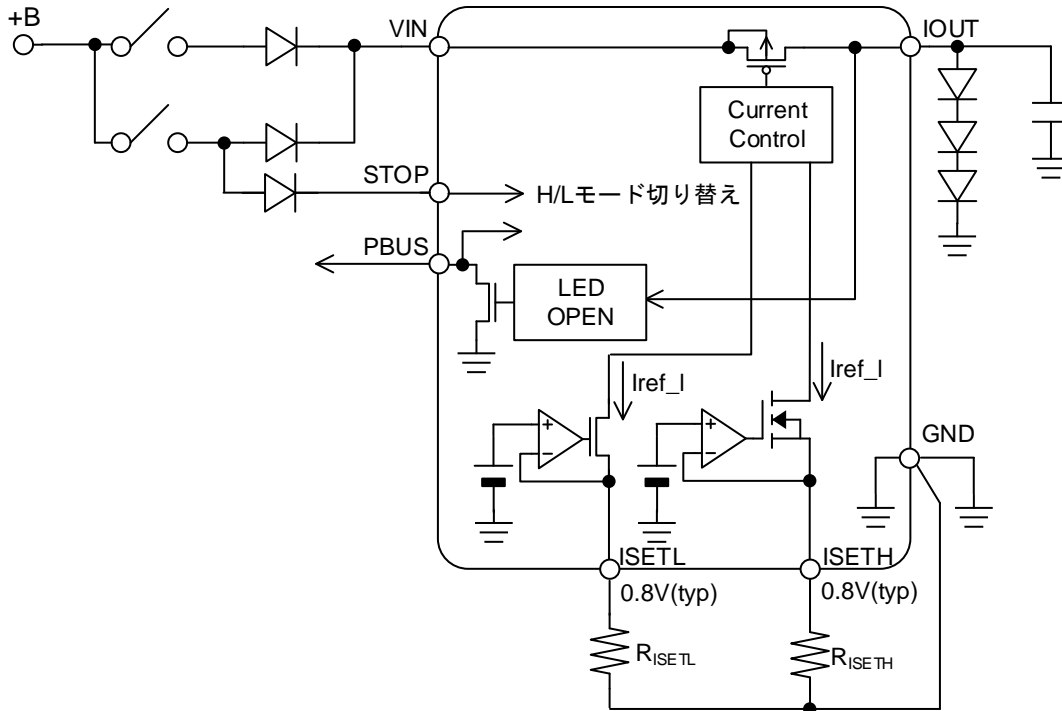 +B
VIN
IOUT
Current
Control
STOP
H/Lモード切り替え
PBUS
LED
OPEN
Iref_l
Iref_l
+
−
+
−
GND
ISETL
ISETH
0.8V(typ)
0.8V(typ)
RISETL
RISETH